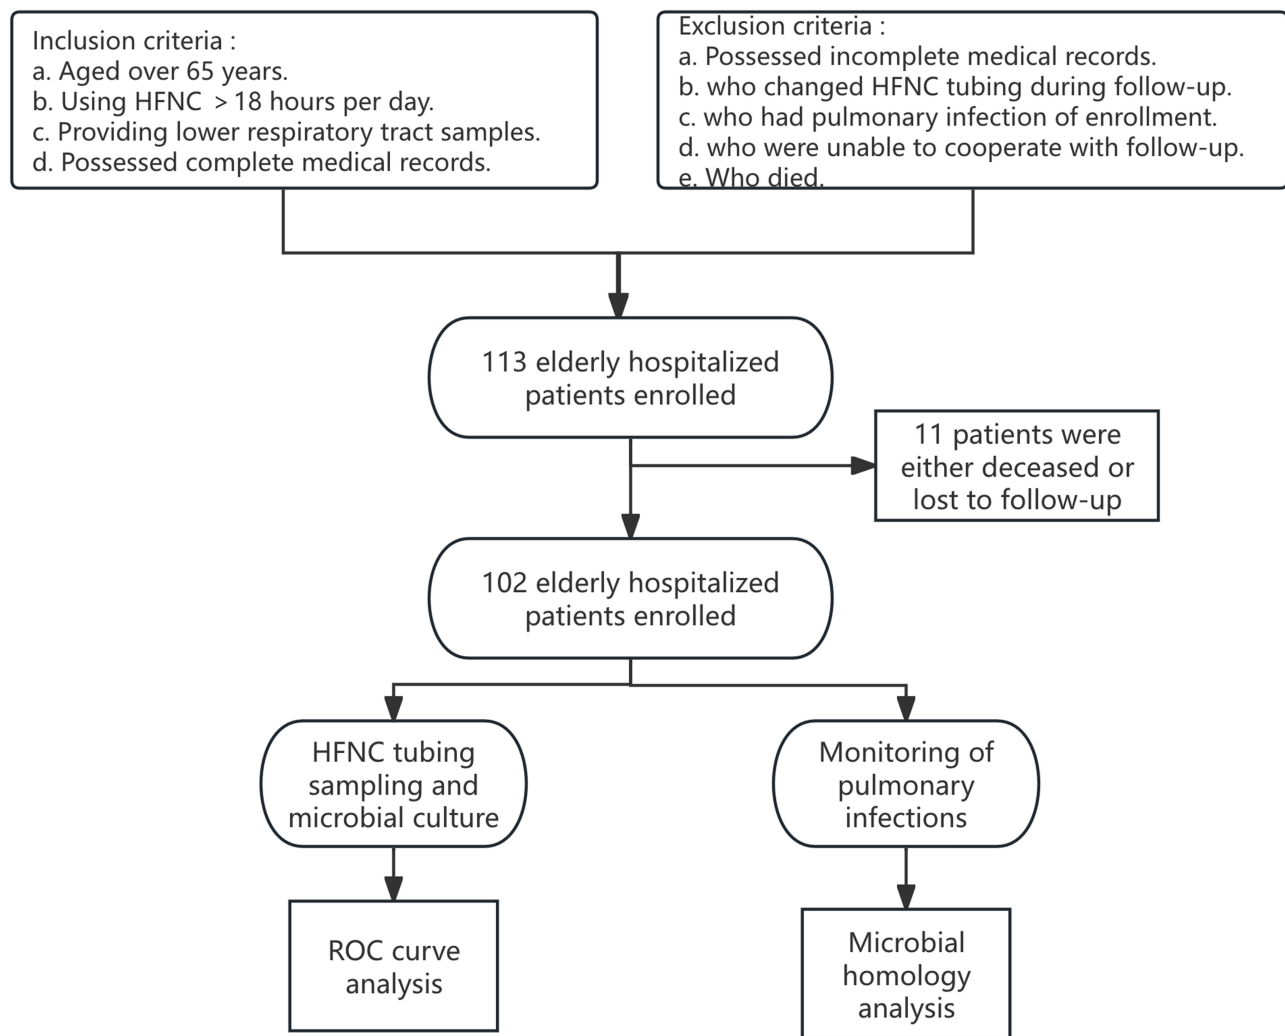 Inclusion criteria :
a. Aged over 65 years.
b. Using HFNC > 18 hours per day.
c. Providing lower respiratory tract samples.
d. Possessed complete medical records.
Exclusion criteria :
a. Possessed incomplete medical records.
b. who changed HFNC tubing during follow-up.
c. who had pulmonary infection of enrollment.
d. who were unable to cooperate with follow-up.
e. Who died.
113 elderly hospitalized
patients enrolled
11 patients were
either deceased or
lost to follow-up
102 elderly hospitalized
patients enrolled
HFNC tubing
sampling and
microbial culture
Monitoring of
pulmonary
infections
ROC curve
analysis
Microbial
homology
analysis